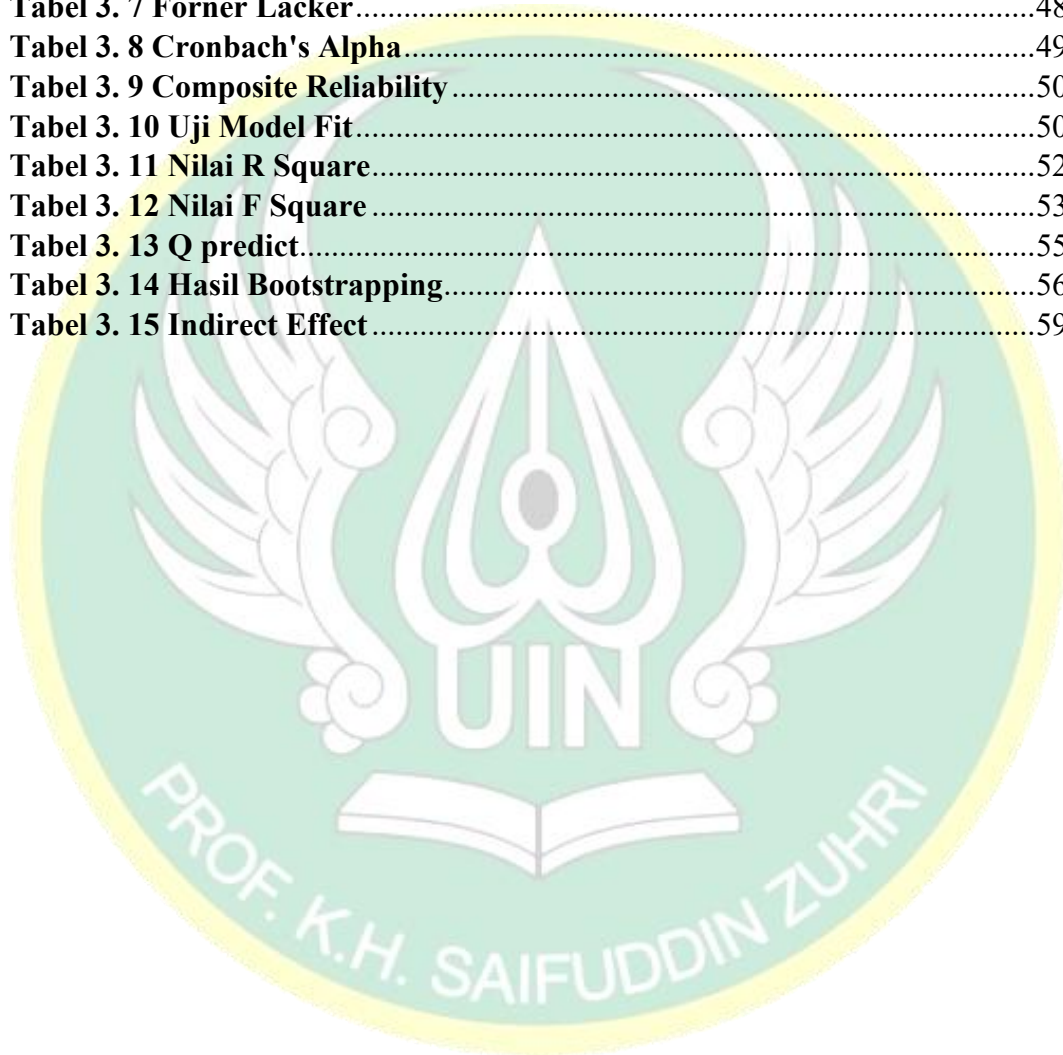 Tabel 3. 7 Forner Lacker........................................................................................48
Tabel 3. 8 Cronbach's Alpha.................................................................................49
Tabel 3. 9 Composite Reliability...........................................................................50
Tabel 3. 10 Uji Model Fit........................................................................................50
Tabel 3. 11 Nilai R Square.....................................................................................52
Tabel 3. 12 Nilai F Square.....................................................................................53
Tabel 3. 13 Q predict..............................................................................................55
Tabel 3. 14 Hasil Bootstrapping............................................................................56
Tabel 3. 15 Indirect Effect.....................................................................................59
UIN
PROF. K.H. SAIFUDDIN ZUHRI